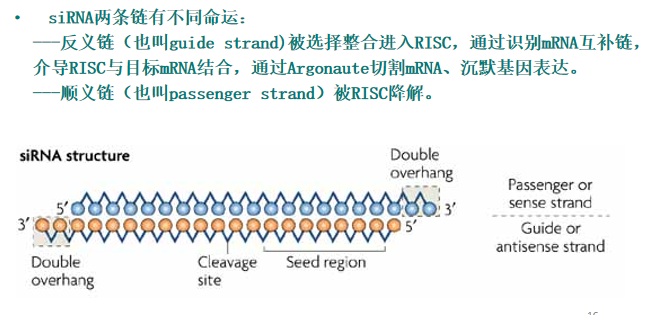 • siRNA两条链有不同命运：
---反义链（也叫guide strand)被选择整合进入RISC，通过识别mRNA互补链，
介导RISC与目标mRNA结合，通过Argonaute切割mRNA、沉默基因表达。
---顺义链（也叫passenger strand）被RISC降解。
siRNA structure
Double
overhang
5′
3′
Passenger or
sense strand
3′
5′
Guide or
antisense strand
Double
overhang
Cleavage
site
Seed region